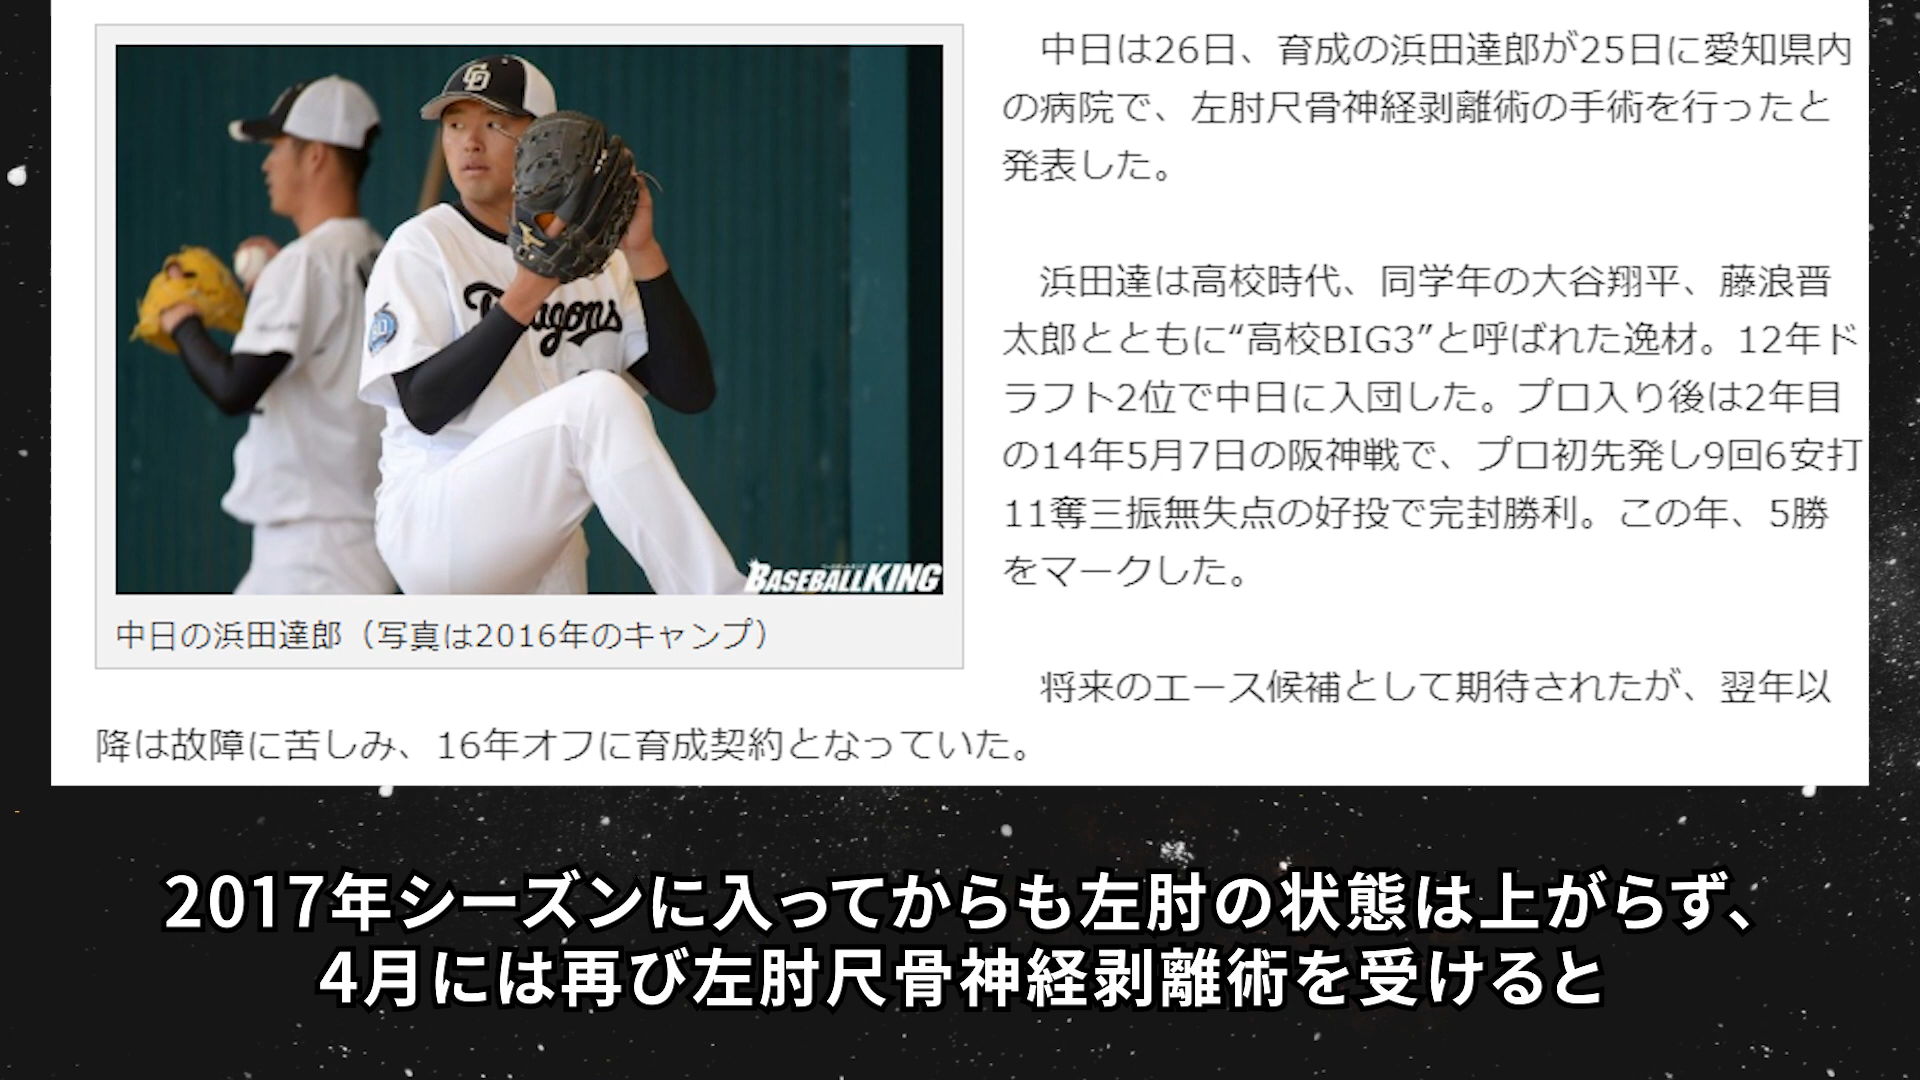 中日は26日、育成の浜田達郎が25日に愛知県内
の病院で、左肘尺骨神経剥離術の手術を行ったと
発表した。
浜田達は高校時代、同学年の大谷翔平、藤浪晋
太郎とともに“高校BIG3”と呼ばれた逸材。12年ド
ラフト2位で中日に入団した。プロ入り後は2年目
の14年5月7日の阪神戦で、プロ初先発し9回6安打
11奪三振無失点の好投で完封勝利。この年、5勝
をマークした。
CD
Dragons
BASEBALLKING
中日の浜田達郎（写真は2016年のキャンプ）
将来のエース候補として期待されたが、翌年以
降は故障に苦しみ、16年オフに育成契約となっていた。
2017年シーズンに入ってからも左肘の状態は上がらず、
4月には再び左肘尺骨神経剥離術を受けると